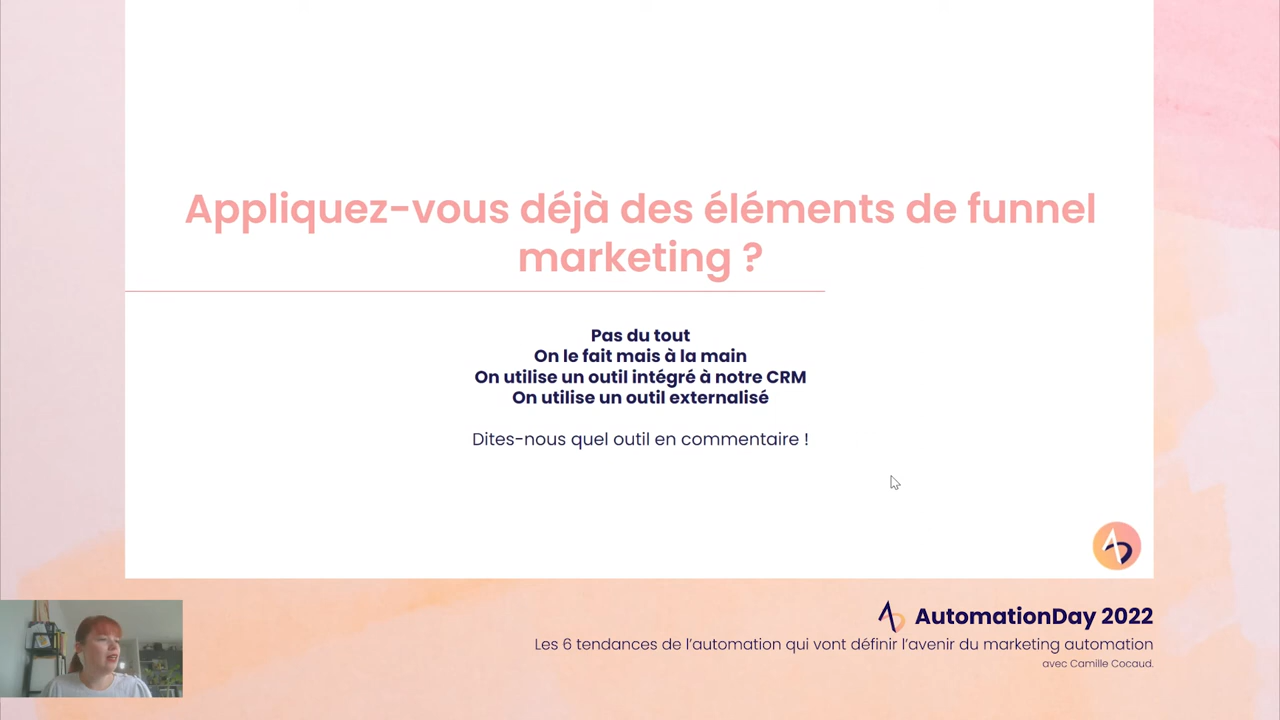 Appliquez-vous déjà des éléments de funnel
marketing ?
Pas du tout
On le fait mais à la main
On utilise un outil intégré à notre CRM
On utilise un outil externalisé
Dites-nous quel outil en commentaire !
AutomationDay 2022
Les 6 tendances de l'automation qui vont définir l'avenir du marketing automation
avec Camille Cocaud.